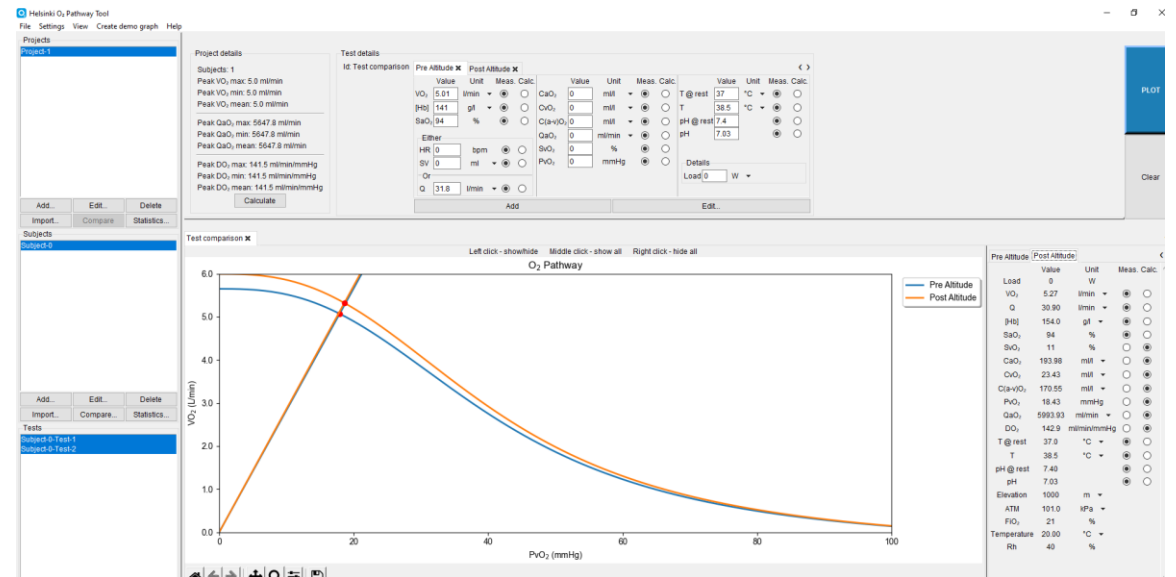 Helsinki O₂ Pathway Tool
File Settings View Create demo graph Help
Projects
Project-1
Add... Edit... Delete
Import... Compare Statistics...
Subjects
Subject-0
Add... Edit... Delete
Import... Compare... Statistics...
Tests
Subject-0-Test-1
Subject-0-Test-2
Project details
Subjects: 1
Peak VO₂ max: 5.0 ml/min
Peak VO₂ min: 5.0 ml/min
Peak VO₂ mean: 5.0 ml/min
Peak QaO₂ max: 5647.8 ml/min
Peak QaO₂ min: 5647.8 ml/min
Peak QaO₂ mean: 5647.8 ml/min
Peak DO₂ max: 141.5 ml/min/mmHg
Peak DO₂ min: 141.5 ml/min/mmHg
Peak DO₂ mean: 141.5 ml/min/mmHg
Calculate
Test details
Id: Test comparison Pre Altitude ✖ Post Altitude ✖
Value Unit Meas. Calc. Value Unit Meas. Calc. Value Unit Meas. Calc.
VO₂ 5.01 l/min CaO₂ 0 ml/l T @ rest 37 °C
[Hb] 141 g/l CvO₂ 0 ml/l T 38.5 °C
SaO₂ 94 % C(a-v)O₂ 0 ml/l pH @ rest 7.4
Either QaO₂ 0 ml/min pH 7.03
HR 0 bpm SvO₂ 0 %
SV 0 ml PvO₂ 0 mmHg Details
Or Load 0 W
Q 31.8 l/min
Add Edit...
PLOT
Clear
Test comparison ✖
Left click - show/hide Middle click - show all Right click - hide all
O₂ Pathway
Pre Altitude
Post Altitude
VO₂ (L/min)
6.0
5.0
4.0
3.0
2.0
1.0
0.0
0 20 40 60 80 100
PvO₂ (mmHg)
Pre Altitude Post Altitude
Value Unit Meas. Calc.
Load 0 W
VO₂ 5.27 l/min
Q 30.90 l/min
[Hb] 154.0 g/l
SaO₂ 94 %
SvO₂ 11 %
CaO₂ 193.98 ml/l
CvO₂ 23.43 ml/l
C(a-v)O₂ 170.55 ml/l
PvO₂ 18.43 mmHg
QaO₂ 5993.93 ml/min
DO₂ 142.9 ml/min/mmHg
T @ rest 37.0 °C
T 38.5 °C
pH @ rest 7.40
pH 7.03
Elevation 1000 m
ATM 101.0 kPa
FiO₂ 21 %
Temperature 20.00 °C
Rh 40 %